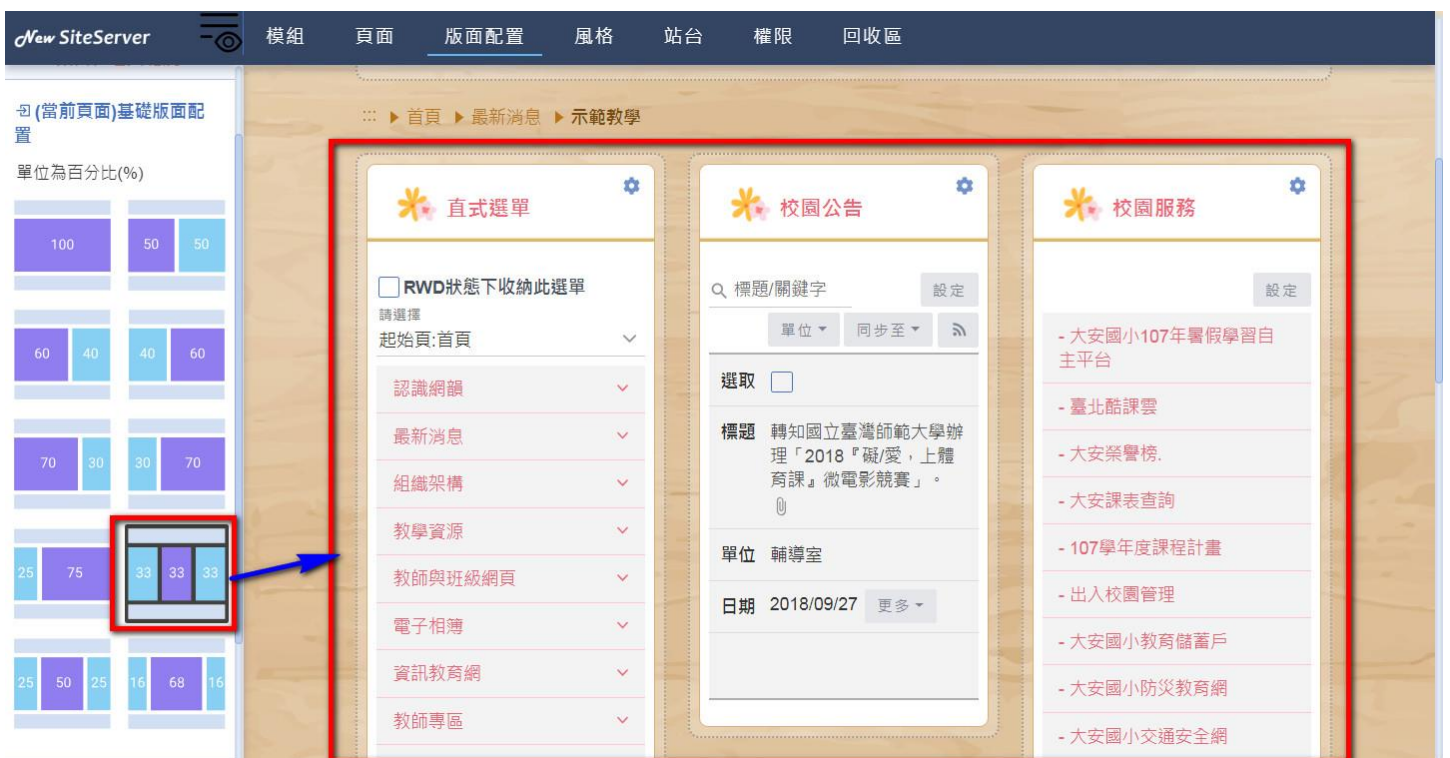 New SiteServer
模組
頁面
版面配置
風格
站台
權限
回收區
(當前頁面)基礎版面配
置
單位為百分比(%)
100
50 50
60 40
40 60
70 30
30 70
25 75
33 33 33
25 50 25
16 68 16
::: 首頁 最新消息 示範教學
直式選單
RWD狀態下收納此選單
請選擇
起始頁:首頁
認識網韻
最新消息
組織架構
教學資源
教師與班級網頁
電子相簿
資訊教育網
教師專區
校園公告
標題/關鍵字
設定
單位
同步至
選取
標題 轉知國立臺灣師範大學辦
理「2018『礙/愛，上體
育課』微電影競賽」。
單位 輔導室
日期 2018/09/27 更多
校園服務
設定
- 大安國小107年暑假學習自
主平台
- 臺北酷課雲
- 大安榮譽榜.
- 大安課表查詢
- 107學年度課程計畫
- 出入校園管理
- 大安國小教育儲蓄戶
- 大安國小防災教育網
- 大安國小交通安全網